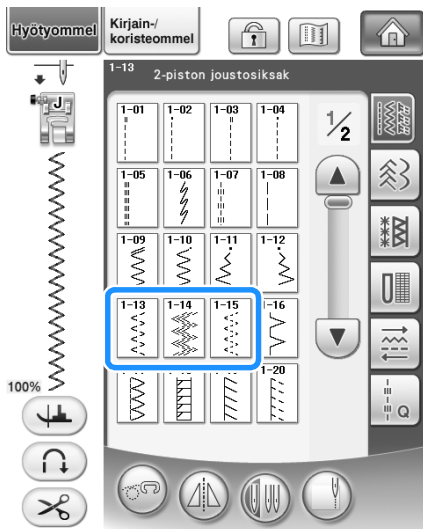 Hyötyommel
Kirjain-/
koristeommel
J
1-13
2-piston joustosiksak
1-01 1-02 1-03 1-04
1/2
1-05 1-06 1-07 1-08
1-09 1-10 1-11 1-12
1-13 1-14 1-15 1-16
1-20
100%
Q